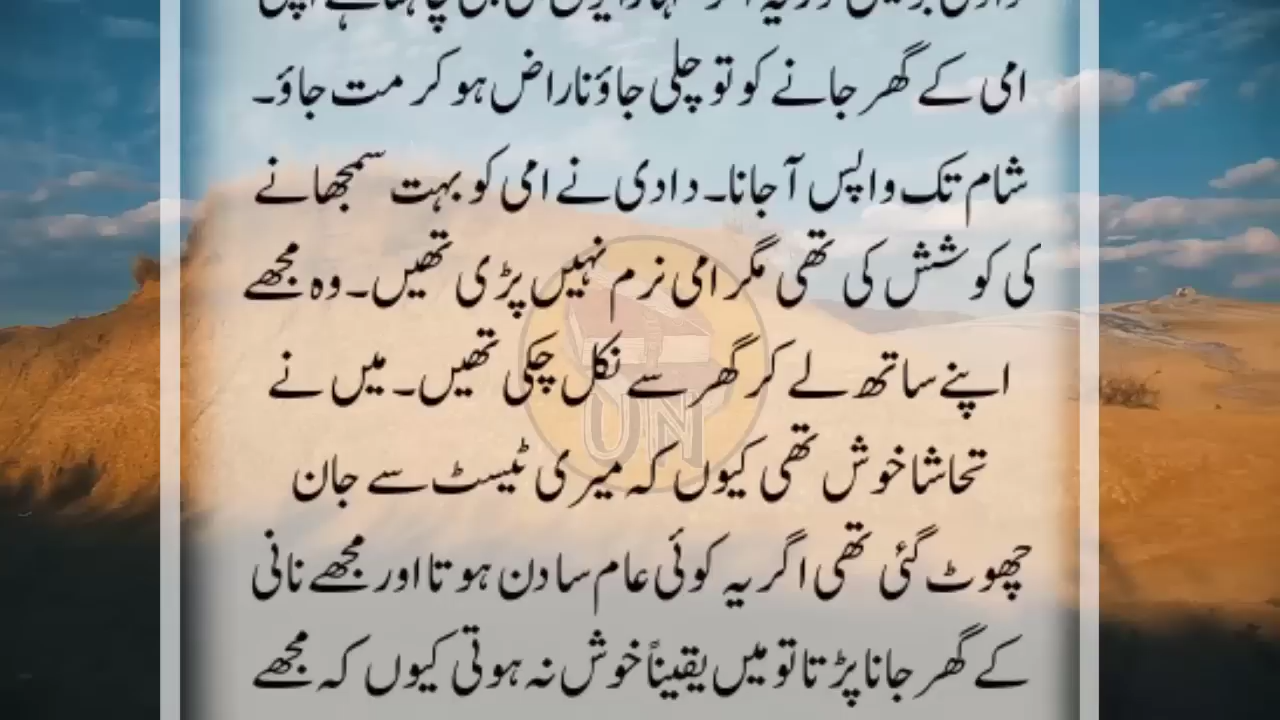 امی کے گھر جانے کو تو چلی جاؤ ناراض ہو کر مت جاؤ۔
شام تک واپس آ جانا۔ دادی نے امی کو بہت سمجھانے
کی کوشش کی تھی مگر امی نرم نہیں پڑی تھیں۔ وہ مجھے
اپنے ساتھ لے کر گھر سے نکل چکی تھیں۔ میں نے
تحاشا خوش تھی کیوں کہ میری ٹیسٹ سے جان
چھوٹ گئی تھی اگر یہ کوئی عام سا دن ہوتا اور مجھے نانی
کے گھر جانا پڑتا تو میں یقیناً خوش نہ ہوتی کیوں کہ مجھے
UN